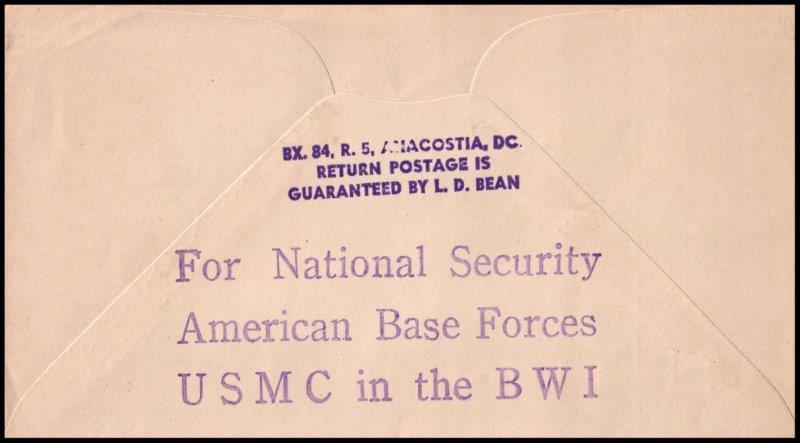 BX. 84, R. 5, ANACOSTIA, DC.
RETURN POSTAGE IS
GUARANTEED BY L. D. BEAN
For National Security
American Base Forces
USMC in the BWI